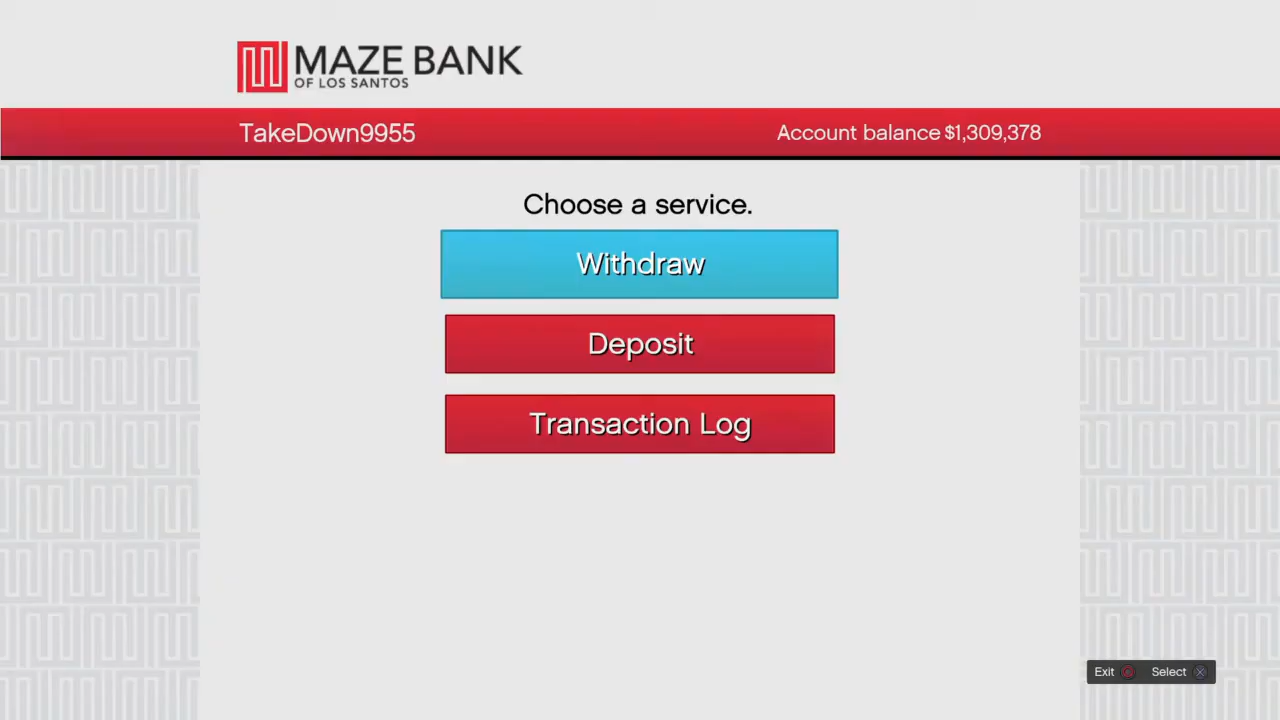 MAZE BANK
OF LOS SANTOS
TakeDown9955
Account balance $1,309,378
Choose a service.
Withdraw
Deposit
Transaction Log
Exit Select